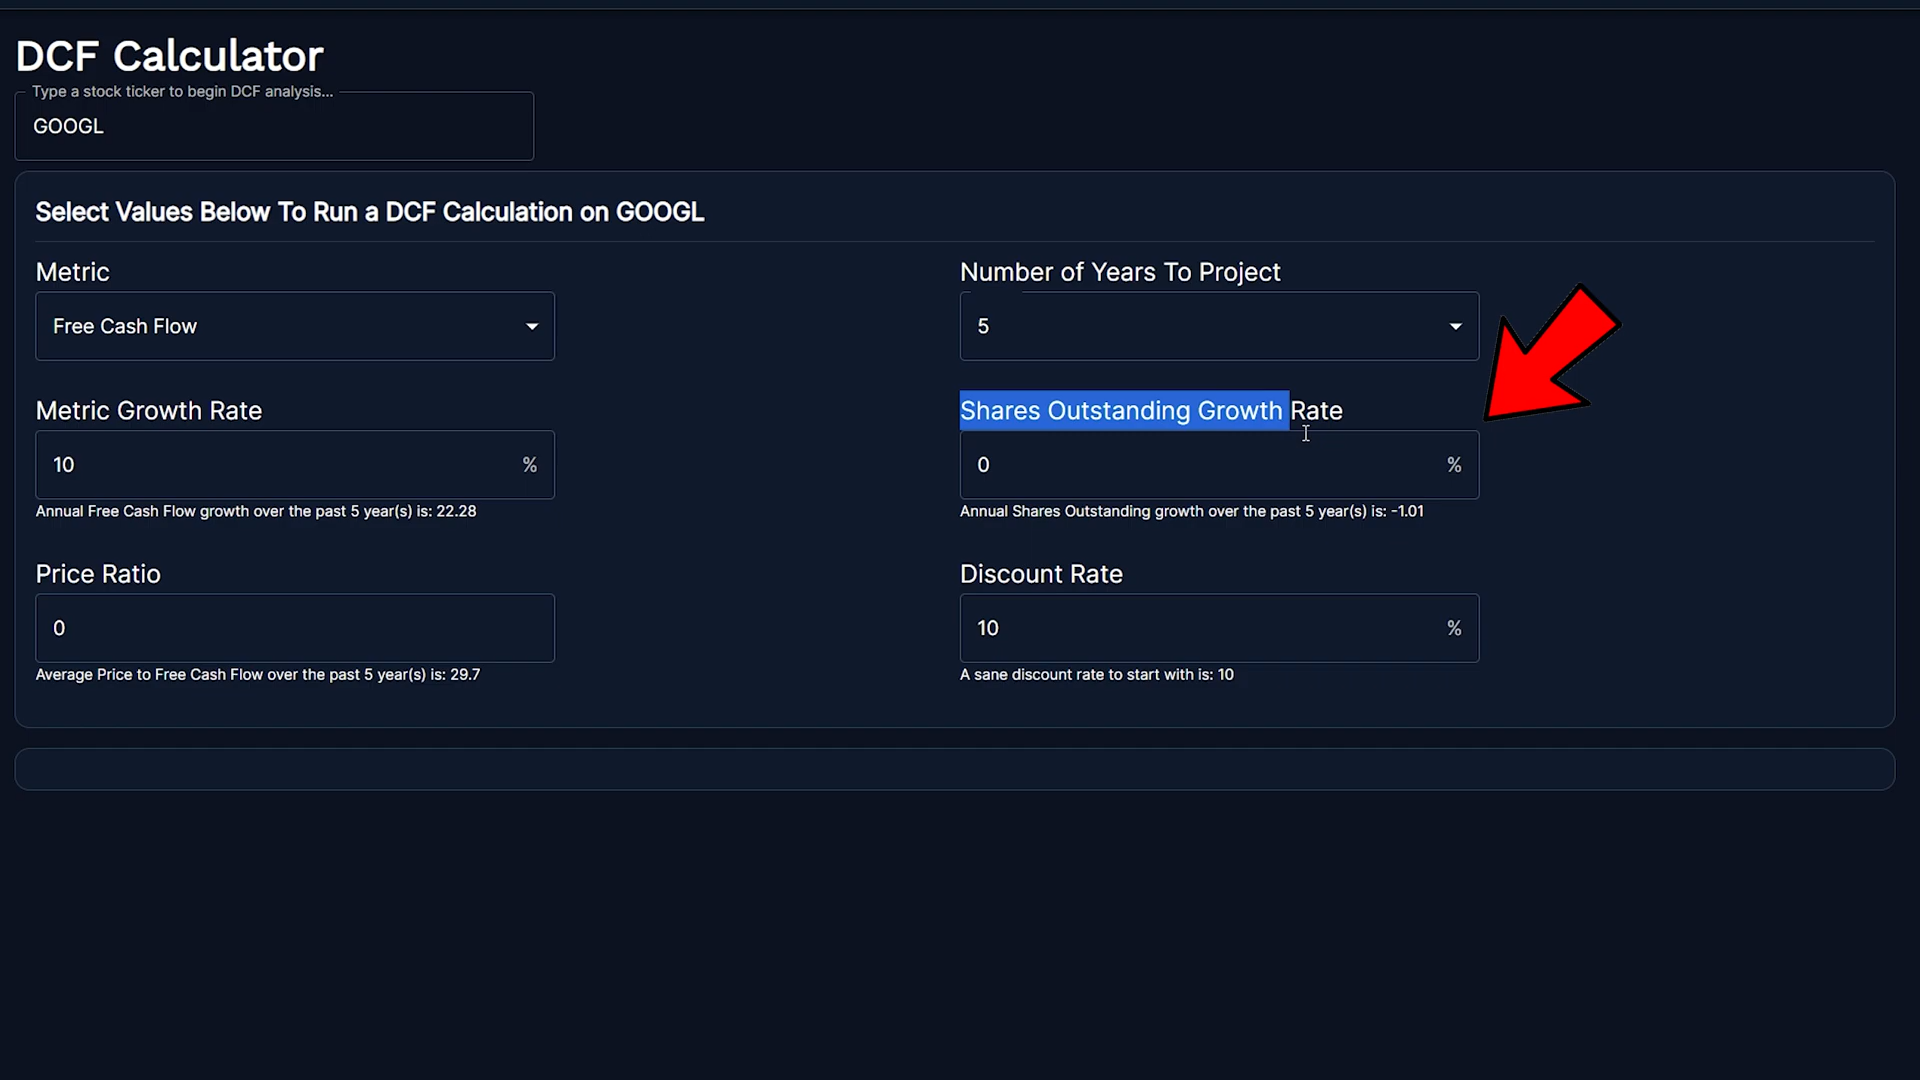 DCF Calculator
Type a stock ticker to begin DCF analysis...
GOOGL
Select Values Below To Run a DCF Calculation on GOOGL
Metric
Free Cash Flow
Number of Years To Project
5
Metric Growth Rate
10 %
Annual Free Cash Flow growth over the past 5 year(s) is: 22.28
Shares Outstanding Growth Rate
0 %
Annual Shares Outstanding growth over the past 5 year(s) is: -1.01
Price Ratio
0
Average Price to Free Cash Flow over the past 5 year(s) is: 29.7
Discount Rate
10 %
A sane discount rate to start with is: 10